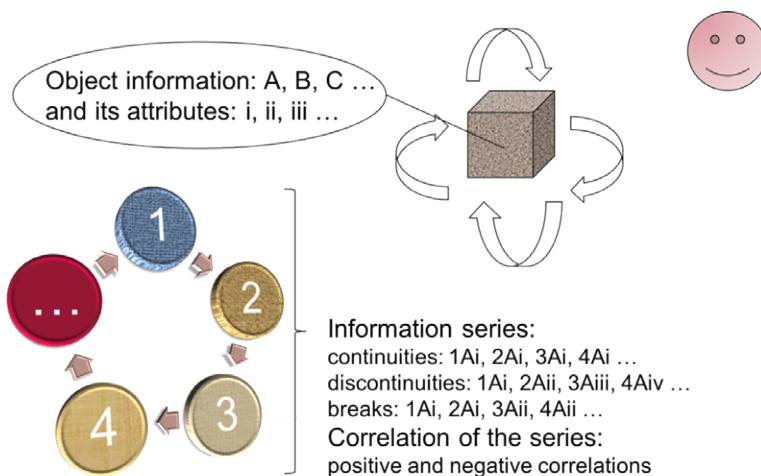 Object information: A, B, C ...
and its attributes: i, ii, iii ...
1
2
3
4
...
Information series:
continuities: 1Ai, 2Ai, 3Ai, 4Ai ...
discontinuities: 1Ai, 2Aii, 3Aiii, 4Aiv ...
breaks: 1Ai, 2Ai, 3Aii, 4Aii ...
Correlation of the series:
positive and negative correlations